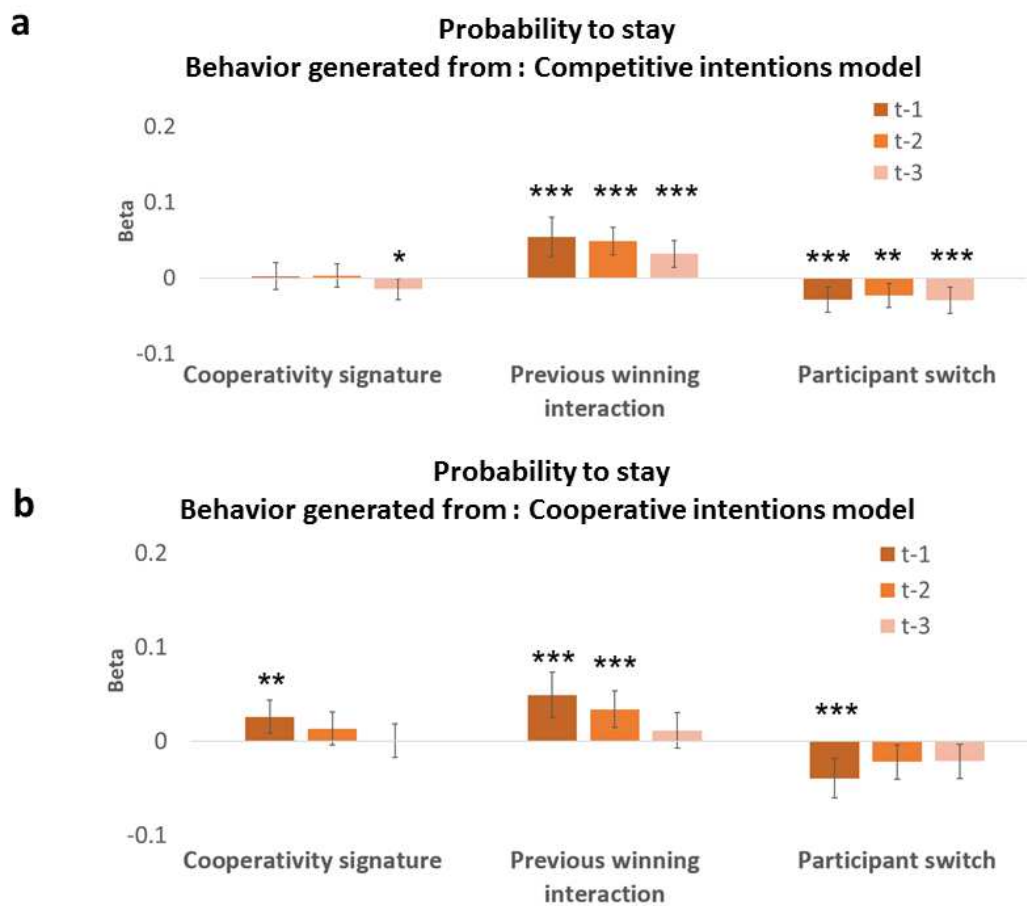 a
Probability to stay
Behavior generated from : Competitive intentions model
t-1
t-2
t-3
0.2
0.1
0
-0.1
Beta
*
*** *** ***
*** ** ***
Cooperativity signature
Previous winning
interaction
Participant switch
b
Probability to stay
Behavior generated from : Cooperative intentions model
t-1
t-2
t-3
0.2
0.1
0
-0.1
Beta
**
*** ***
***
Cooperativity signature
Previous winning
interaction
Participant switch